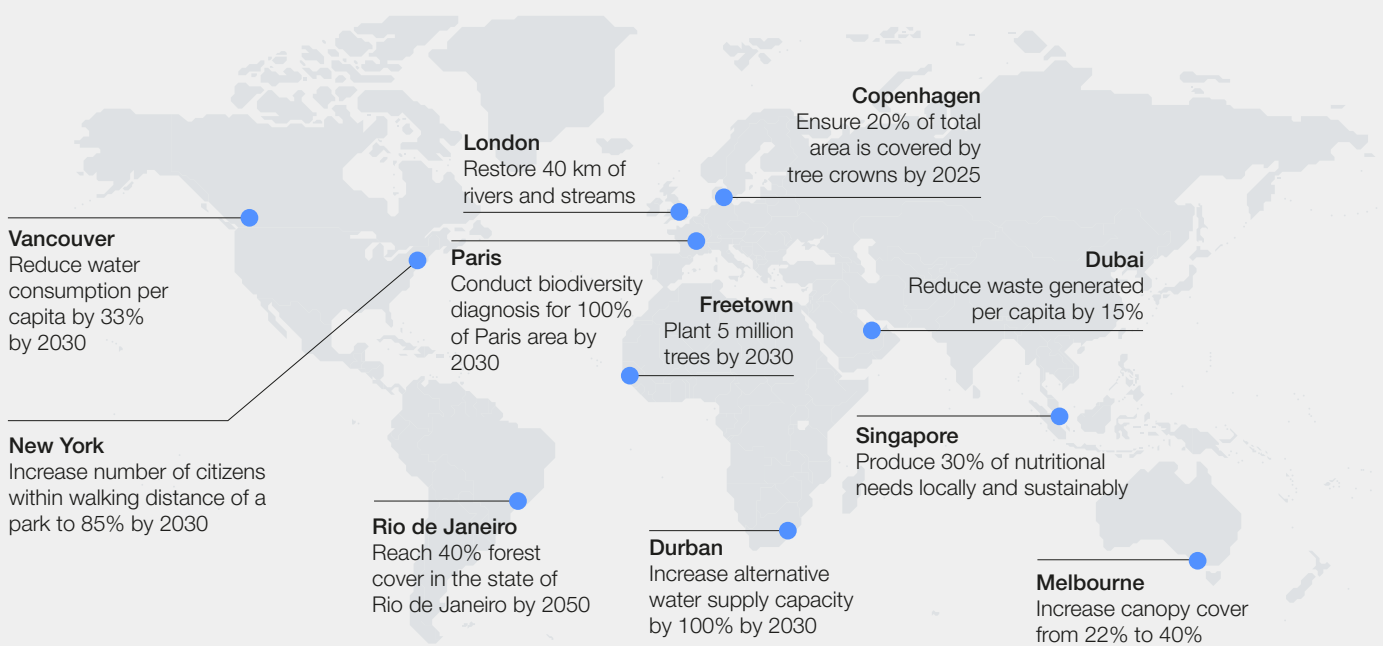 Copenhagen
Ensure 20% of total
area is covered by
tree crowns by 2025
London
Restore 40 km of
rivers and streams
Vancouver
Reduce water
consumption per
capita by 33%
by 2030
Paris
Conduct biodiversity
diagnosis for 100%
of Paris area by
2030
Dubai
Reduce waste generated
per capita by 15%
Freetown
Plant 5 million
trees by 2030
New York
Increase number of citizens
within walking distance of a
park to 85% by 2030
Singapore
Produce 30% of nutritional
needs locally and sustainably
Rio de Janeiro
Reach 40% forest
cover in the state of
Rio de Janeiro by 2050
Durban
Increase alternative
water supply capacity
by 100% by 2030
Melbourne
Increase canopy cover
from 22% to 40%